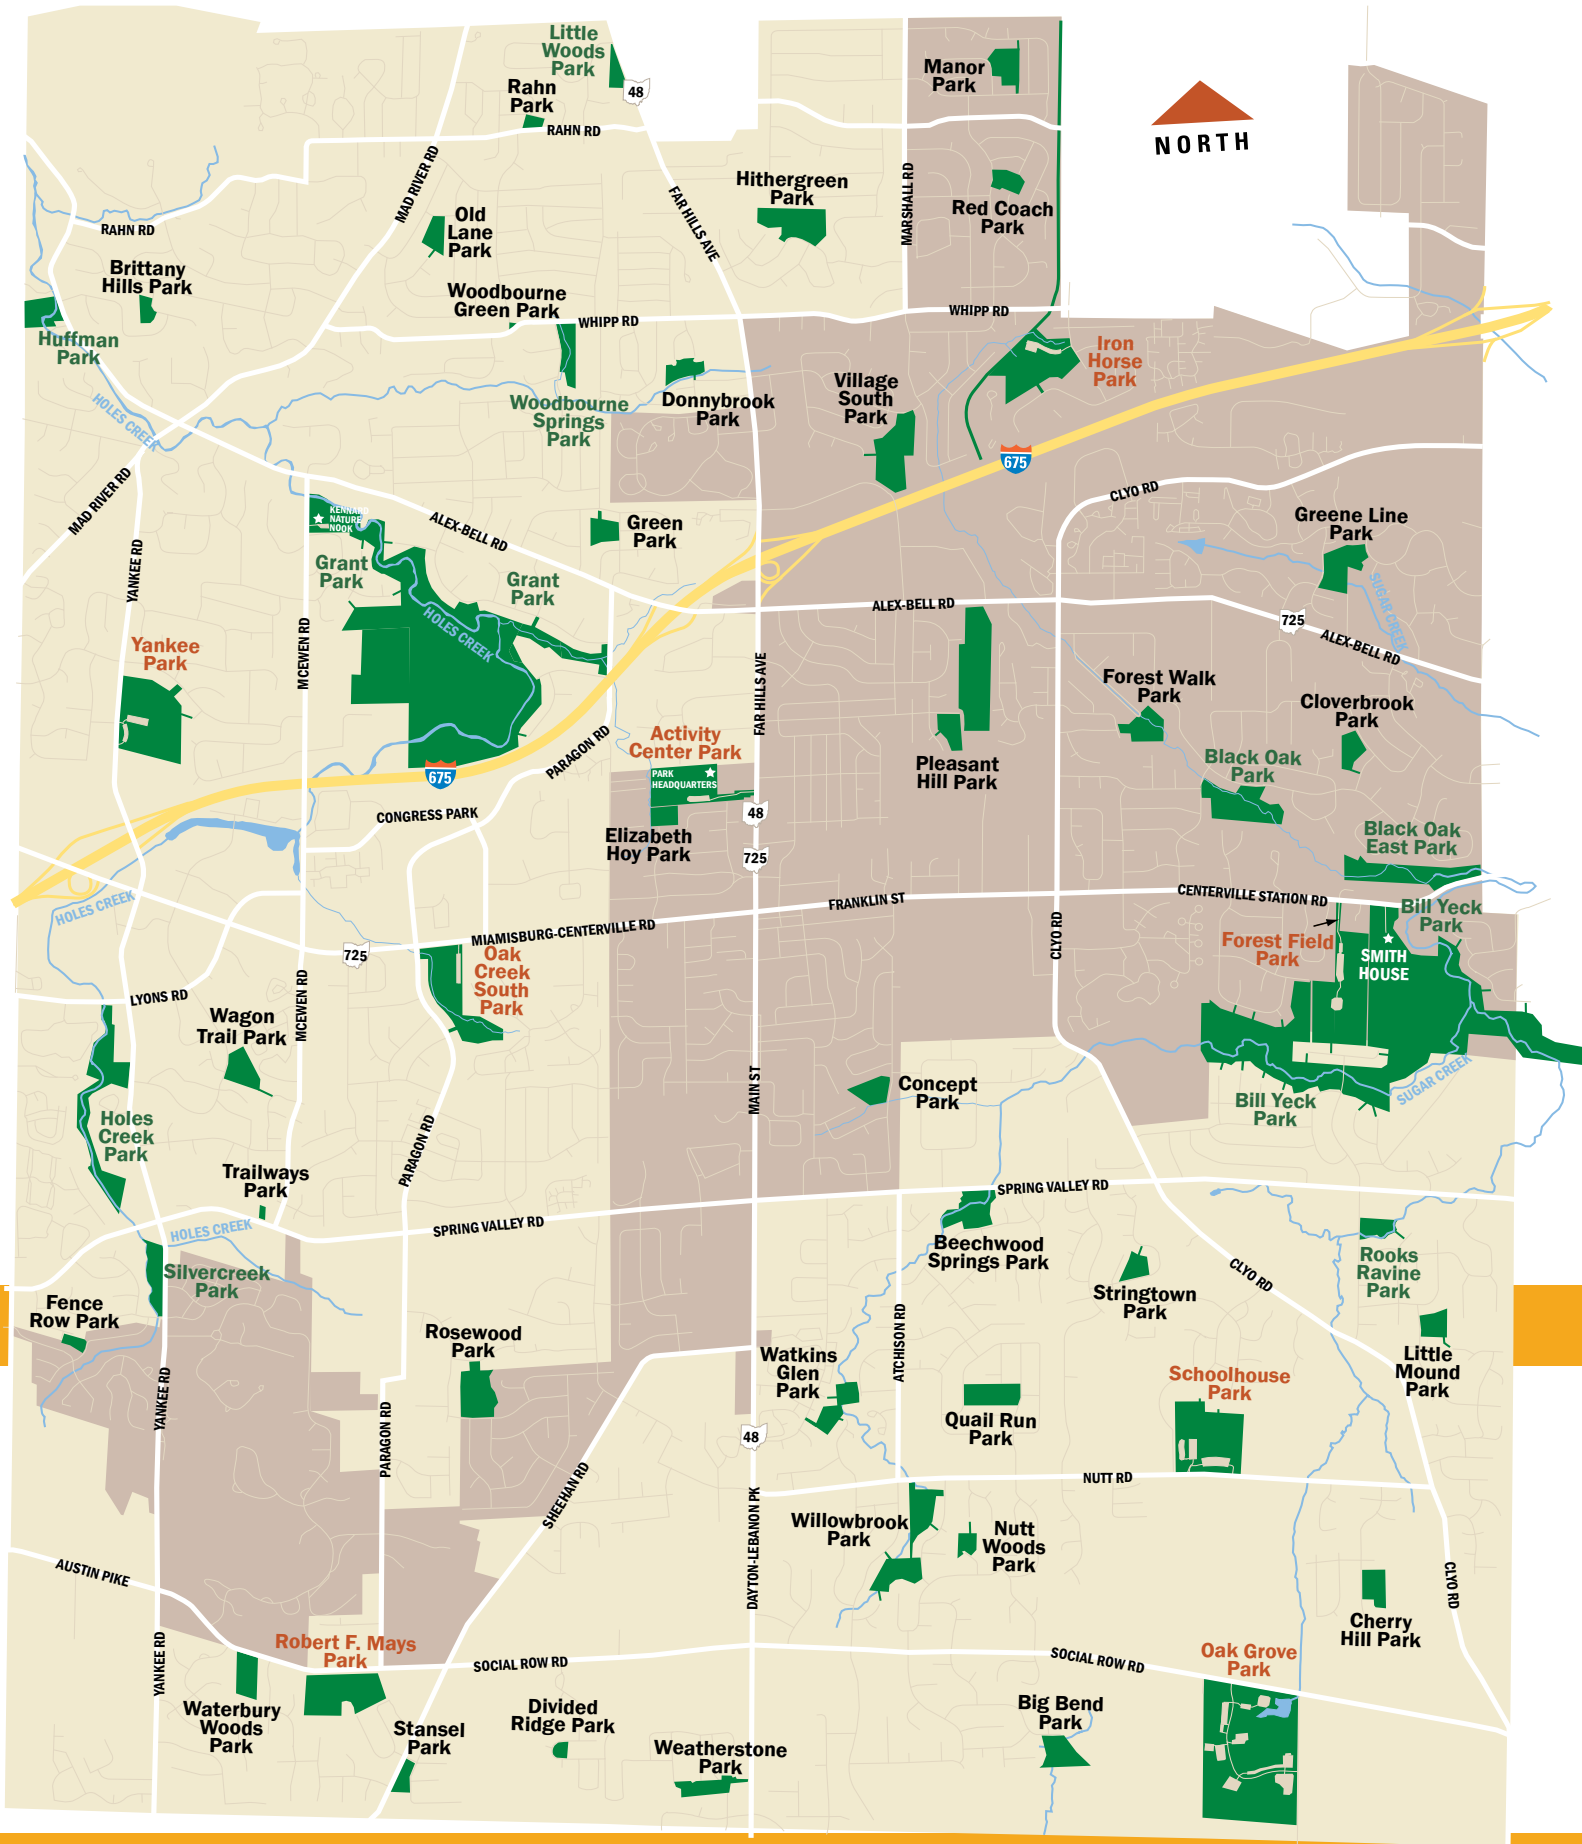 Little
Woods
Park
Rahn
Park
48
RAHN RD
Manor
Park
NORTH
MAD RIVER RD
FAR HILLS AVE
Hithergreen
Park
MARSHALL RD
Red Coach
Park
RAHN RD
Old
Lane
Park
Brittany
Hills Park
Woodbourne
Green Park
WHIPP RD
WHIPP RD
Huffman
Park
Iron
Horse
Park
HOLES CREEK
Woodbourne
Springs
Park
Donnybrook
Park
Village
South
Park
675
MAD RIVER RD
CLYO RD
KENNARD
NATURE
NOOK
ALEX-BELL RD
Green
Park
Greene Line
Park
YANKEE RD
Grant
Park
Grant
Park
HOLES CREEK
ALEX-BELL RD
SUGAR CREEK
725
ALEX-BELL RD
Yankee
Park
MCEWEN RD
FAR HILLS AVE
Forest Walk
Park
Cloverbrook
Park
Activity
Center Park
PARAGON RD
PARK
HEADQUARTERS
675
Pleasant
Hill Park
Black Oak
Park
CONGRESS PARK
48
Elizabeth
Hoy Park
725
Black Oak
East Park
HOLES CREEK
FRANKLIN ST
CENTERVILLE STATION RD
MIAMISBURG-CENTERVILLE RD
725
CLYO RD
Bill Yeck
Park
Forest Field
Park
SMITH
HOUSE
Oak
Creek
South
Park
LYONS RD
MCEWEN RD
Wagon
Trail Park
MAIN ST
Concept
Park
SUGAR CREEK
Bill Yeck
Park
Holes
Creek
Park
PARAGON RD
Trailways
Park
SPRING VALLEY RD
HOLES CREEK
SPRING VALLEY RD
Beechwood
Springs Park
CLYO RD
Rooks
Ravine
Park
Silvercreek
Park
Stringtown
Park
Fence
Row Park
Rosewood
Park
ATCHISON RD
Watkins
Glen
Park
Little
Mound
Park
YANKEE RD
Schoolhouse
Park
PARAGON RD
48
Quail Run
Park
SHEEHAN RD
NUTT RD
DAYTON-LEBANON PK
Willowbrook
Park
Nutt
Woods
Park
AUSTIN PIKE
CLYO RD
Cherry
Hill Park
YANKEE RD
Robert F. Mays
Park
SOCIAL ROW RD
SOCIAL ROW RD
Oak Grove
Park
Waterbury
Woods
Park
Stansel
Park
Divided
Ridge Park
Big Bend
Park
Weatherstone
Park